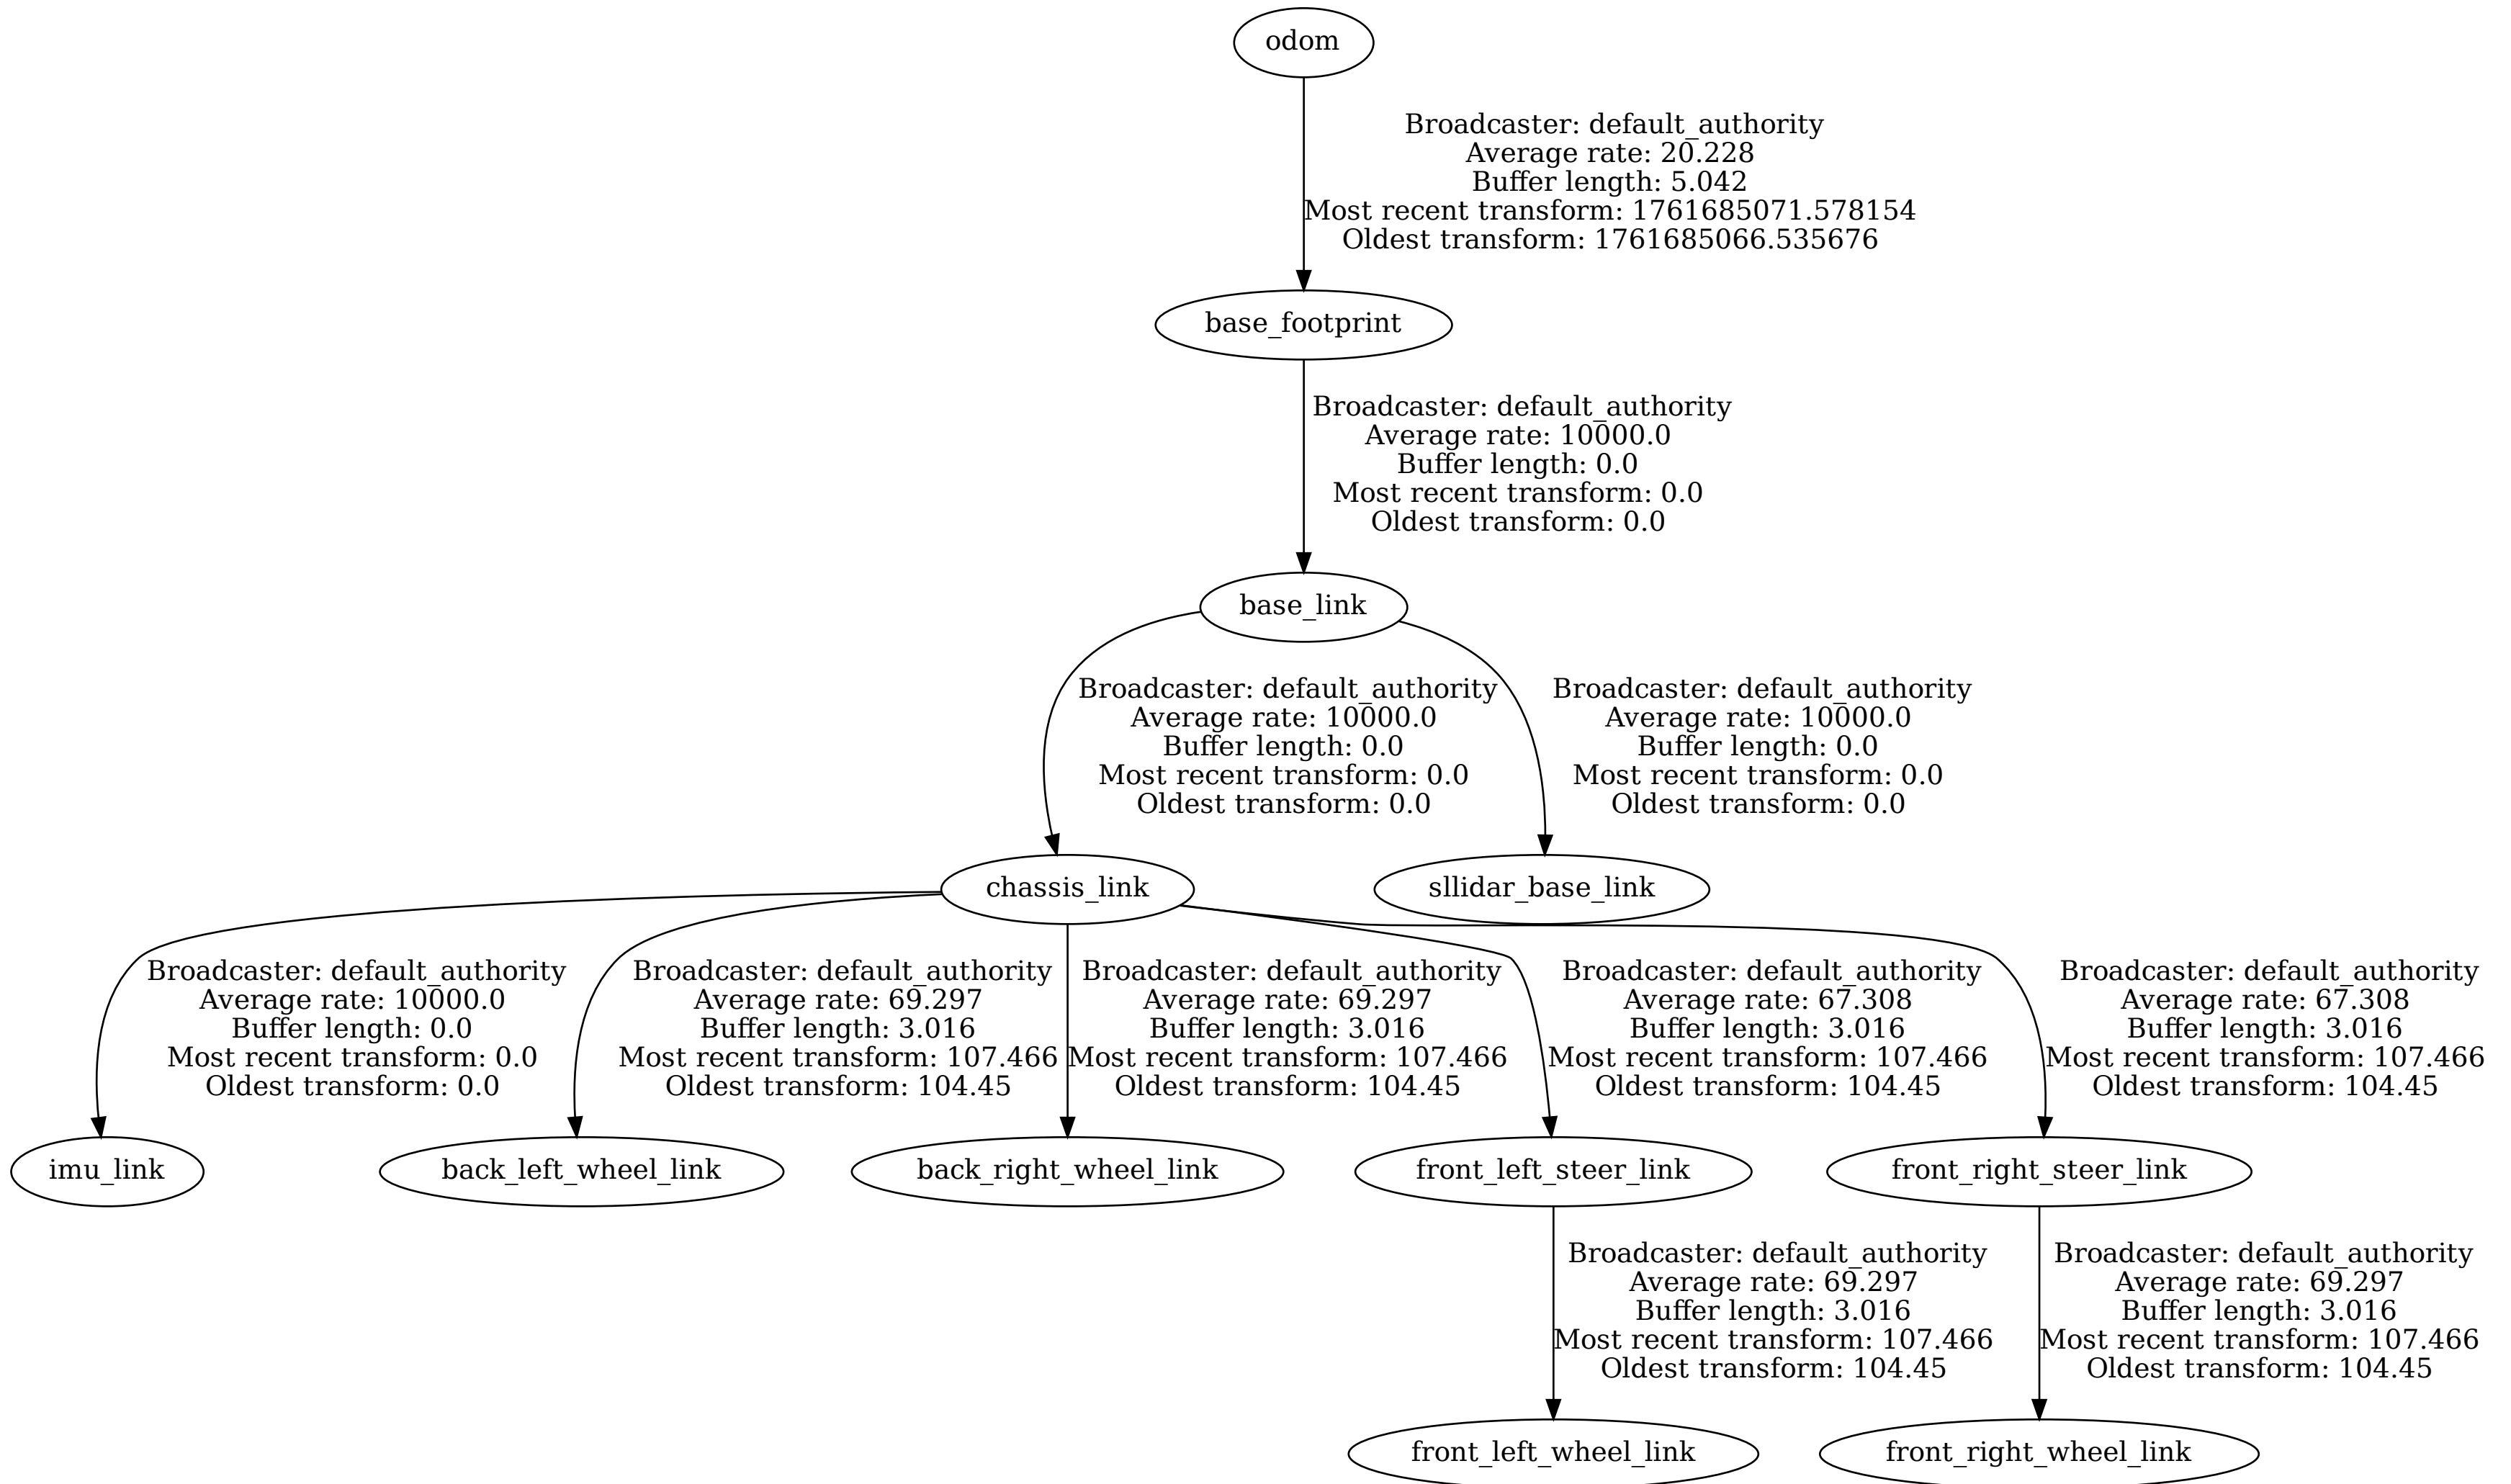 odom
Broadcaster: default_authority
Average rate: 20.228
Buffer length: 5.042
Most recent transform: 1761685071.578154
Oldest transform: 1761685066.535676
base_footprint
Broadcaster: default_authority
Average rate: 10000.0
Buffer length: 0.0
Most recent transform: 0.0
Oldest transform: 0.0
base_link
Broadcaster: default_authority
Average rate: 10000.0
Buffer length: 0.0
Most recent transform: 0.0
Oldest transform: 0.0
Broadcaster: default_authority
Average rate: 10000.0
Buffer length: 0.0
Most recent transform: 0.0
Oldest transform: 0.0
chassis_link
sllidar_base_link
Broadcaster: default_authority
Average rate: 10000.0
Buffer length: 0.0
Most recent transform: 0.0
Oldest transform: 0.0
Broadcaster: default_authority
Average rate: 69.297
Buffer length: 3.016
Most recent transform: 107.466
Oldest transform: 104.45
Broadcaster: default_authority
Average rate: 69.297
Buffer length: 3.016
Most recent transform: 107.466
Oldest transform: 104.45
Broadcaster: default_authority
Average rate: 67.308
Buffer length: 3.016
Most recent transform: 107.466
Oldest transform: 104.45
Broadcaster: default_authority
Average rate: 67.308
Buffer length: 3.016
Most recent transform: 107.466
Oldest transform: 104.45
imu_link
back_left_wheel_link
back_right_wheel_link
front_left_steer_link
front_right_steer_link
Broadcaster: default_authority
Average rate: 69.297
Buffer length: 3.016
Most recent transform: 107.466
Oldest transform: 104.45
Broadcaster: default_authority
Average rate: 69.297
Buffer length: 3.016
Most recent transform: 107.466
Oldest transform: 104.45
front_left_wheel_link
front_right_wheel_link